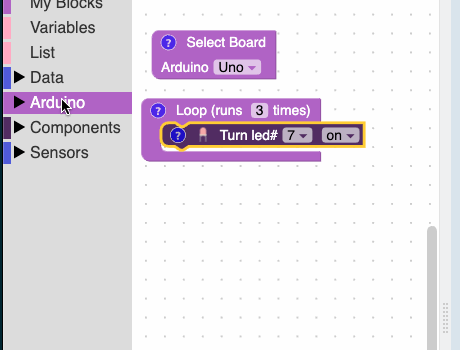 My Blocks
Variables
List
Data
Arduino
Components
Sensors
? Select Board
Arduino Uno
? Loop (runs 3 times)
? Turn led# 7 on